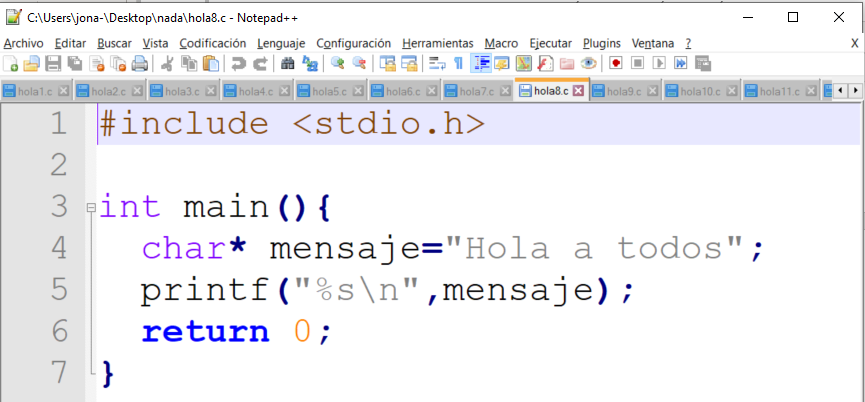 C:\Users\jona-\Desktop\nada\hola8.c - Notepad++
Archivo Editar Buscar Vista Codificación Lenguaje Configuración Herramientas Macro Ejecutar Plugins Ventana ? X
hola1.c hola2.c hola3.c hola4.c hola5.c hola6.c hola7.c hola8.c hola9.c hola10.c hola11.c
1 #include <stdio.h>
2
3 int main(){
4 char* mensaje="Hola a todos";
5 printf("%s\n",mensaje);
6 return 0;
7 }